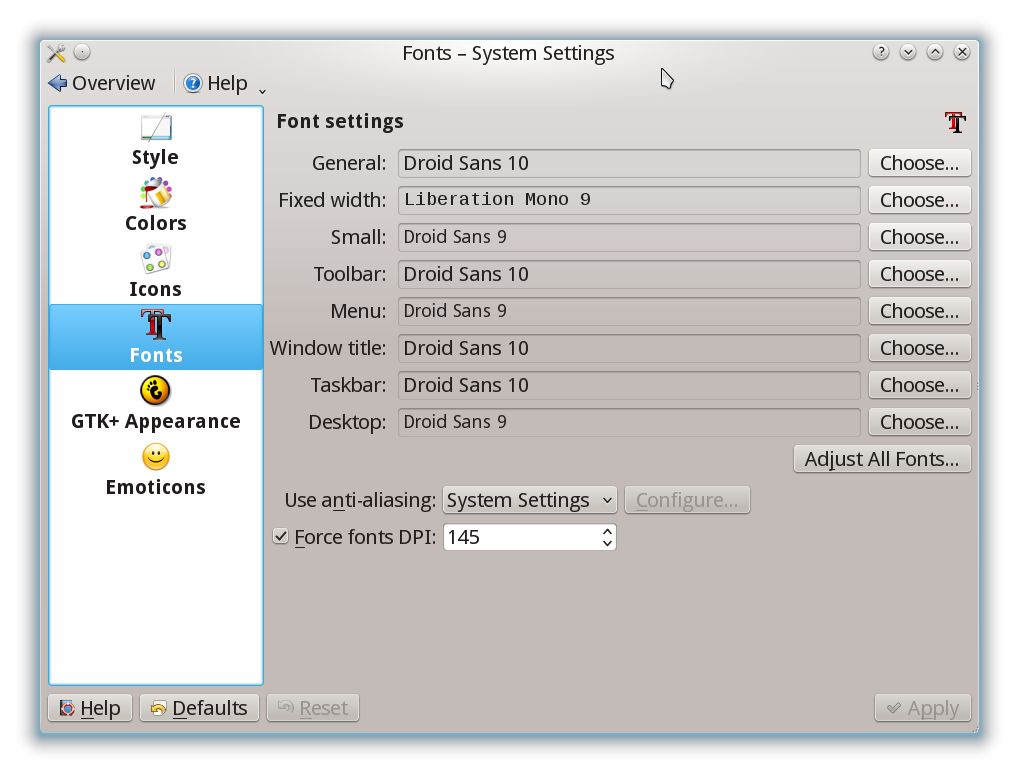 Fonts – System Settings
Overview
Help
Style
Colors
Icons
Fonts
GTK+ Appearance
Emoticons
Font settings
General: Droid Sans 10 Choose...
Fixed width: Liberation Mono 9 Choose...
Small: Droid Sans 9 Choose...
Toolbar: Droid Sans 10 Choose...
Menu: Droid Sans 9 Choose...
Window title: Droid Sans 10 Choose...
Taskbar: Droid Sans 10 Choose...
Desktop: Droid Sans 9 Choose...
Adjust All Fonts...
Use anti-aliasing: System Settings Configure...
Force fonts DPI: 145
Help Defaults Reset Apply